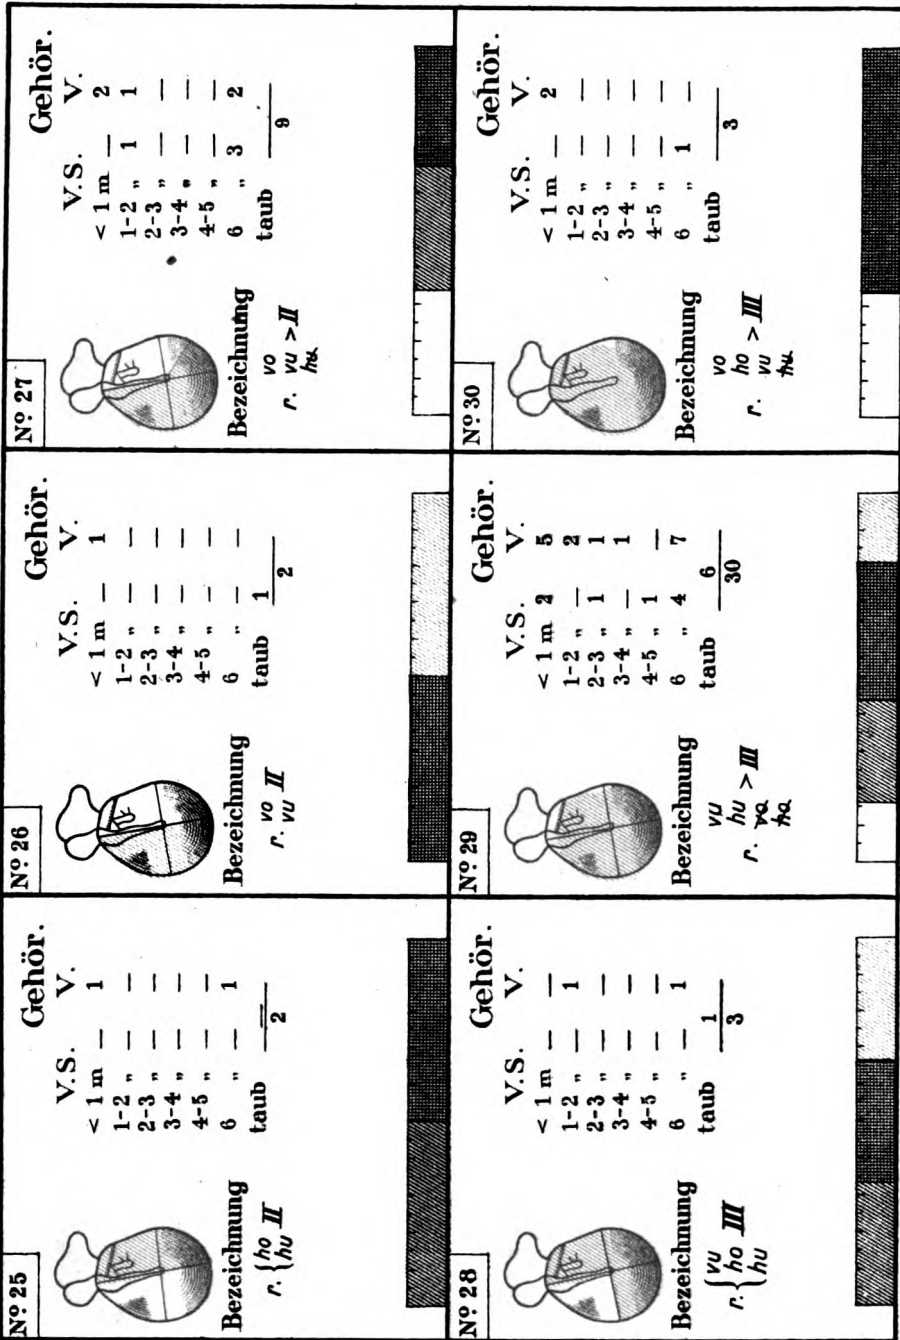 Nº 25
Gehör.
V.S. V.
< 1 m — 1
1-2 „ — —
2-3 „ — —
3-4 „ — —
4-5 „ — —
6 „ — 1
taub
2
Bezeichnung
r. { ho II
hu
Nº 26
Gehör.
V.S. V.
< 1 m — 1
1-2 „ — —
2-3 „ — —
3-4 „ — —
4-5 „ — —
6 „ — —
taub 1
2
Bezeichnung
r. vo II
vu
Nº 27
Gehör.
V.S. V.
< 1 m — 2
1-2 „ 1 1
2-3 „ — —
3-4 „ — —
4-5 „ — —
6 „ 3 2
taub
9
Bezeichnung
vo
r. vu > II
hu
Nº 28
Gehör.
V.S. V.
< 1 m — —
1-2 „ — 1
2-3 „ — —
3-4 „ — —
4-5 „ — —
6 „ — 1
taub 1
3
Bezeichnung
vu
r. { ho III
hu
Nº 29
Gehör.
V.S. V.
< 1 m 2 5
1-2 „ — 2
2-3 „ 1 1
3-4 „ — 1
4-5 „ 1 —
6 „ 4 7
taub 6
30
Bezeichnung
vu
hu > III
r.
Nº 30
Gehör.
V.S. V.
< 1 m — 2
1-2 „ — —
2-3 „ — —
3-4 „ — —
4-5 „ — —
6 „ 1 —
taub
3
Bezeichnung
vo
ho > III
r. vu
hu